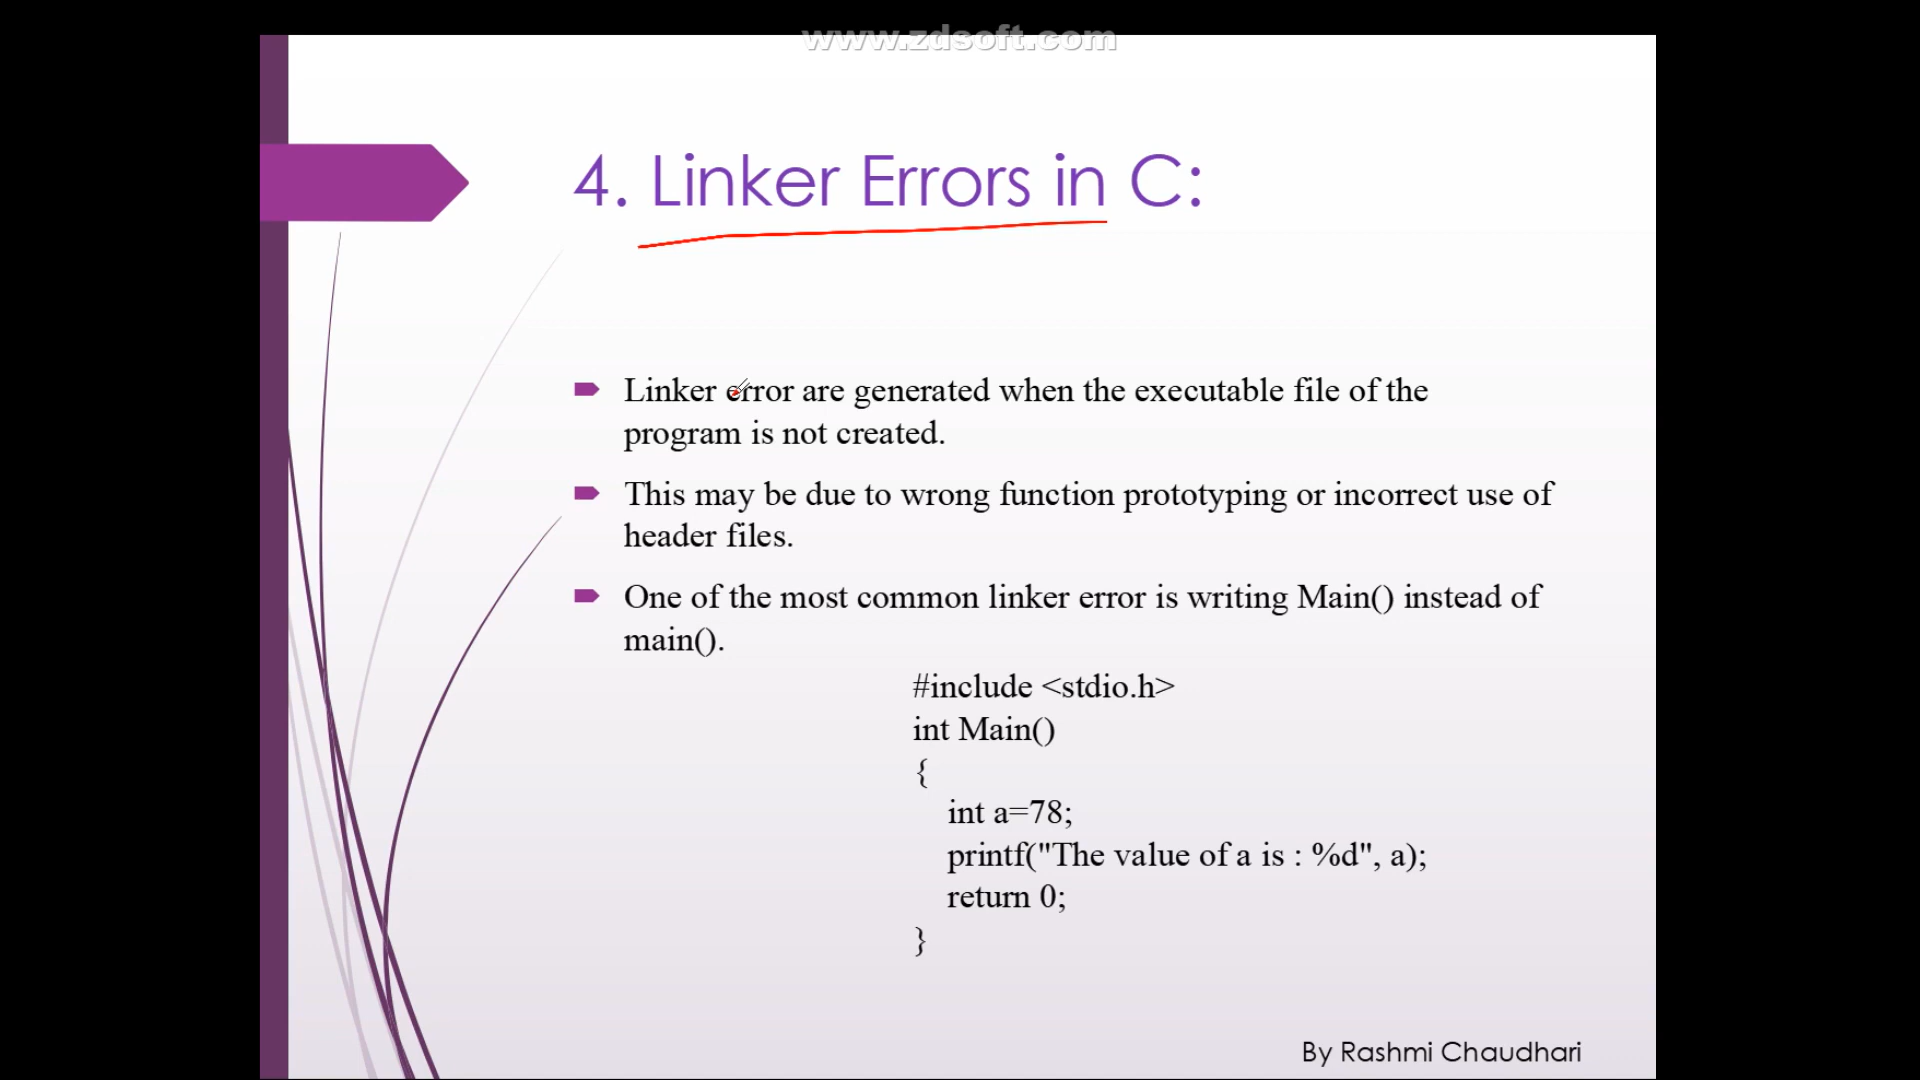 www.zdsoft.com
4. Linker Errors in C:
Linker error are generated when the executable file of the
program is not created.
This may be due to wrong function prototyping or incorrect use of
header files.
One of the most common linker error is writing Main() instead of
main().
#include <stdio.h>
int Main()
{
int a=78;
printf("The value of a is : %d", a);
return 0;
}
By Rashmi Chaudhari